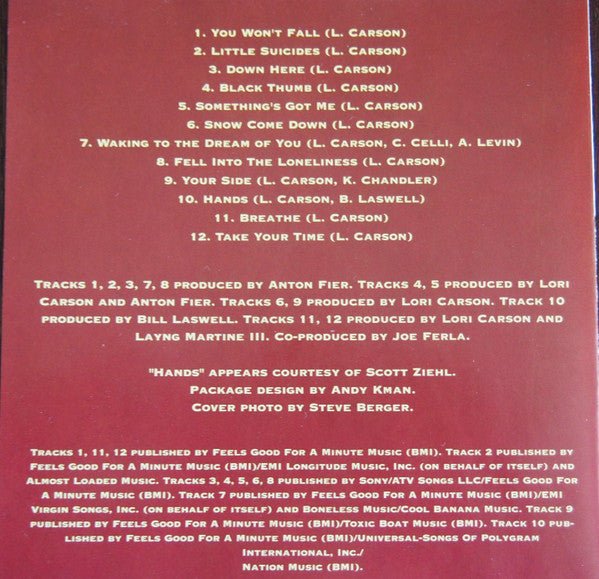 1. You Won't Fall (L. Carson)
2. Little Suicides (L. Carson)
3. Down Here (L. Carson)
4. Black Thumb (L. Carson)
5. Something's Got Me (L. Carson)
6. Snow Come Down (L. Carson)
7. Waking to the Dream of You (L. Carson, C. Celli, A. Levin)
8. Fell Into The Loneliness (L. Carson)
9. Your Side (L. Carson, K. Chandler)
10. Hands (L. Carson, B. Laswell)
11. Breathe (L. Carson)
12. Take Your Time (L. Carson)
Tracks 1, 2, 3, 7, 8 produced by Anton Fier. Tracks 4, 5 produced by Lori
Carson and Anton Fier. Tracks 6, 9 produced by Lori Carson. Track 10
produced by Bill Laswell. Tracks 11, 12 produced by Lori Carson and
Layng Martine III. Co-produced by Joe Ferla.
"Hands" appears courtesy of Scott Ziehl.
Package design by Andy Kman.
Cover photo by Steve Berger.
Tracks 1, 11, 12 published by Feels Good For A Minute Music (BMI). Track 2 published by
Feels Good For A Minute Music (BMI)/EMI Longitude Music, Inc. (on behalf of itself) and
Almost Loaded Music. Tracks 3, 4, 5, 6, 8 published by Sony/ATV Songs LLC/Feels Good For
A Minute Music (BMI). Track 7 published by Feels Good For A Minute Music (BMI)/EMI
Virgin Songs, Inc. (on behalf of itself) and Boneless Music/Cool Banana Music. Track 9
published by Feels Good For A Minute Music (BMI)/Toxic Boat Music (BMI). Track 10 pub-
lished by Feels Good For A Minute Music (BMI)/Universal-Songs Of Polygram
International, Inc./
Nation Music (BMI).